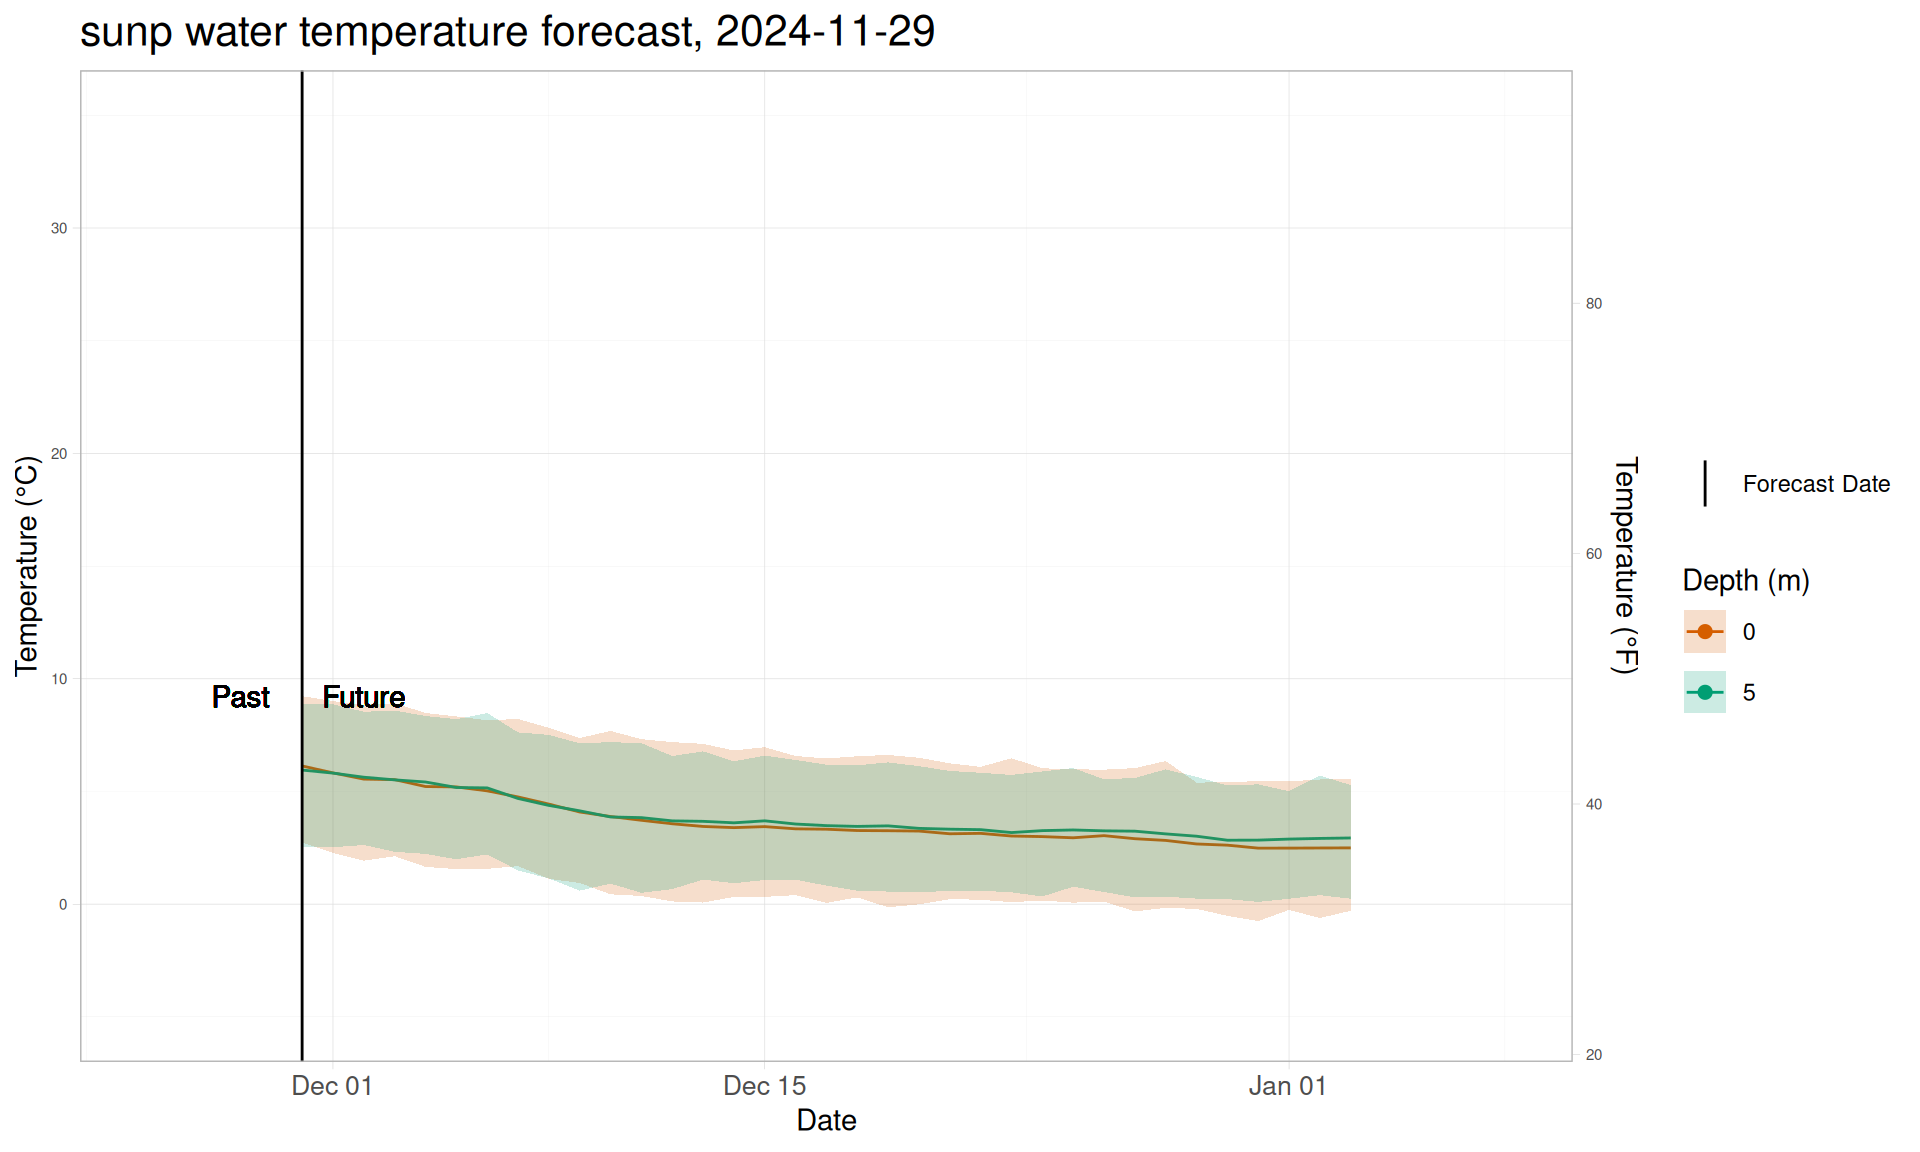 sunp water temperature forecast, 2024-11-29
Temperature (°C)
30
20
10
0
Past
Future
80
60
40
20
Temperature (°F)
Dec 01
Dec 15
Jan 01
Date
Forecast Date
Depth (m)
0
5